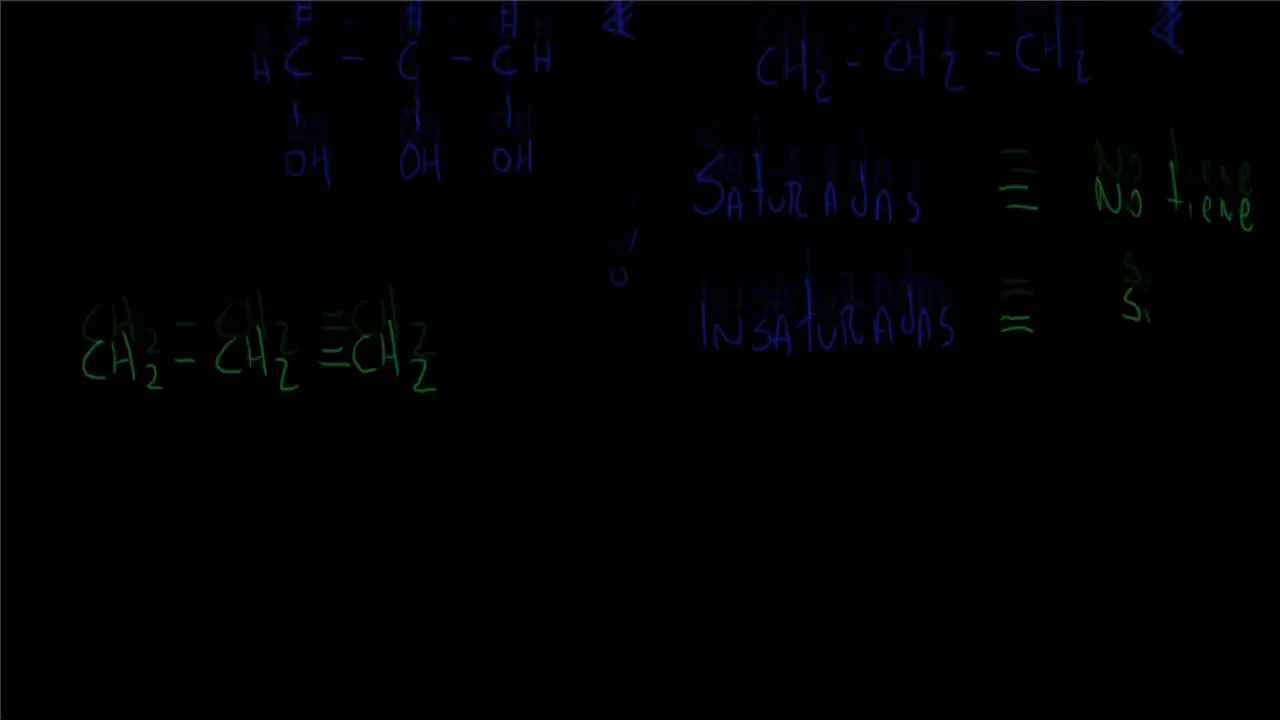 H H H
H C - C - C H
OH OH OH
CH2 - CH2 - CH2
SATURADAS = No tiene
INSATURADAS = Si
CH2 - CH2 = CH2